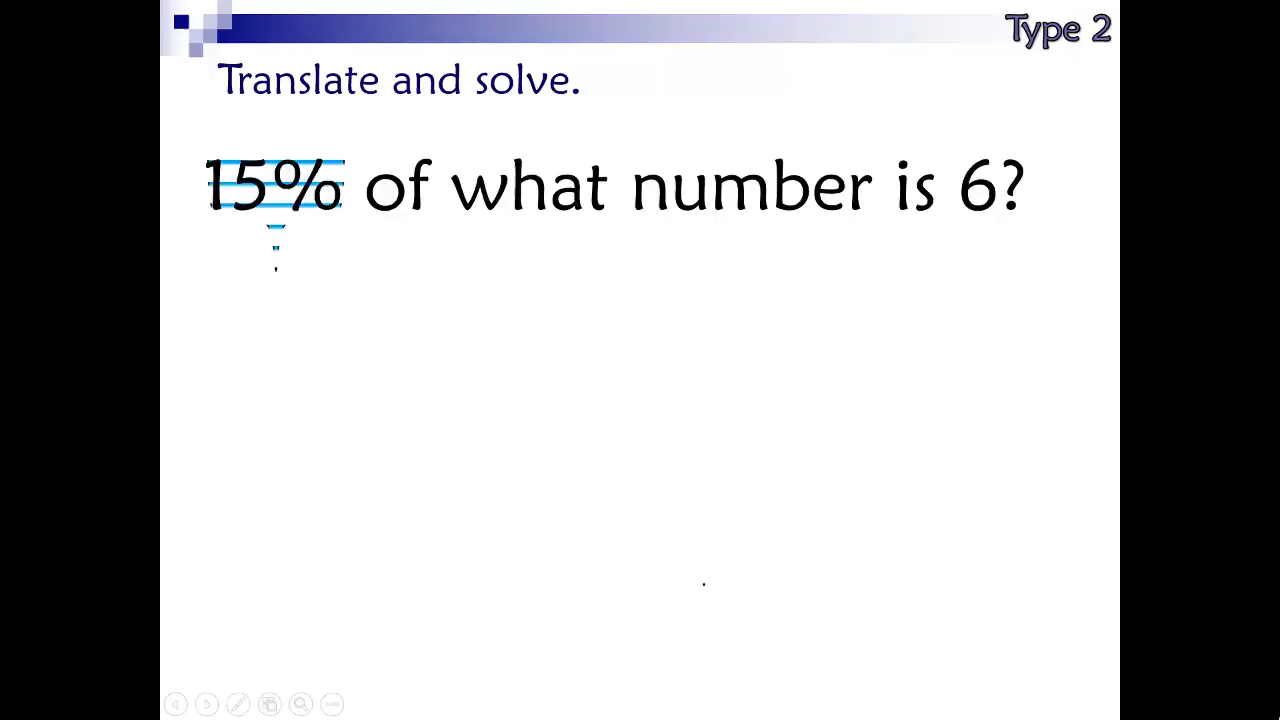 Type 2
Translate and solve.
15% of what number is 6?